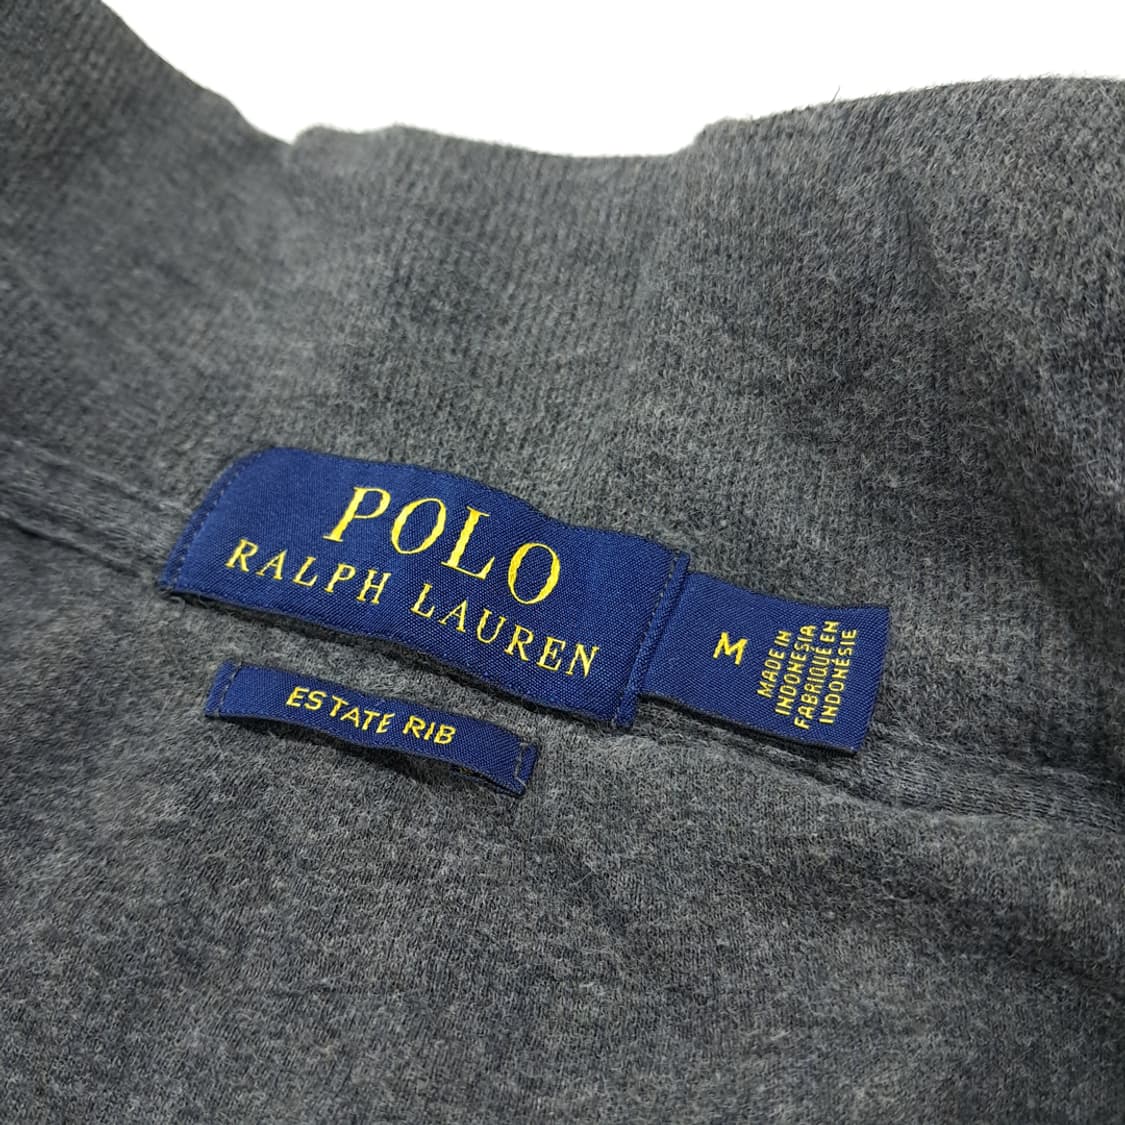 POLO
RALPH LAUREN
M
MADE IN
INDONESIA
FABRIQUÉ EN
INDONÉSIE
ESTATE RIB